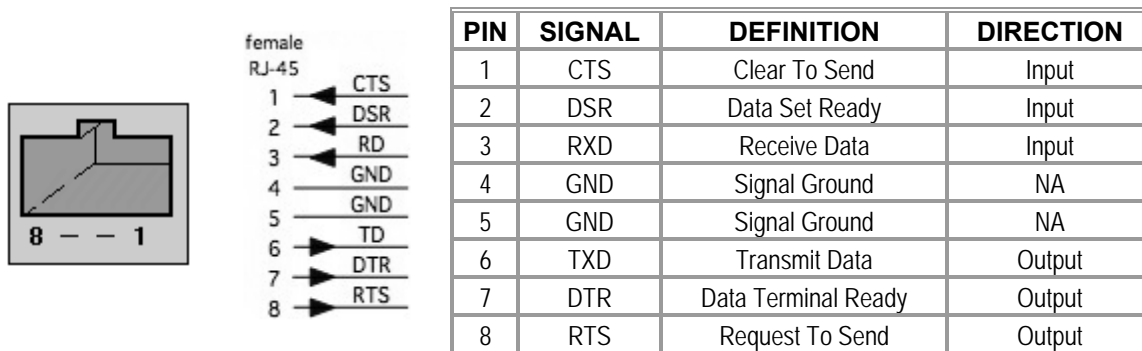 8 – – 1
female
RJ-45
1 CTS
2 DSR
3 RD
4 GND
5 GND
6 TD
7 DTR
8 RTS
PIN SIGNAL DEFINITION DIRECTION
1 CTS Clear To Send Input
2 DSR Data Set Ready Input
3 RXD Receive Data Input
4 GND Signal Ground NA
5 GND Signal Ground NA
6 TXD Transmit Data Output
7 DTR Data Terminal Ready Output
8 RTS Request To Send Output